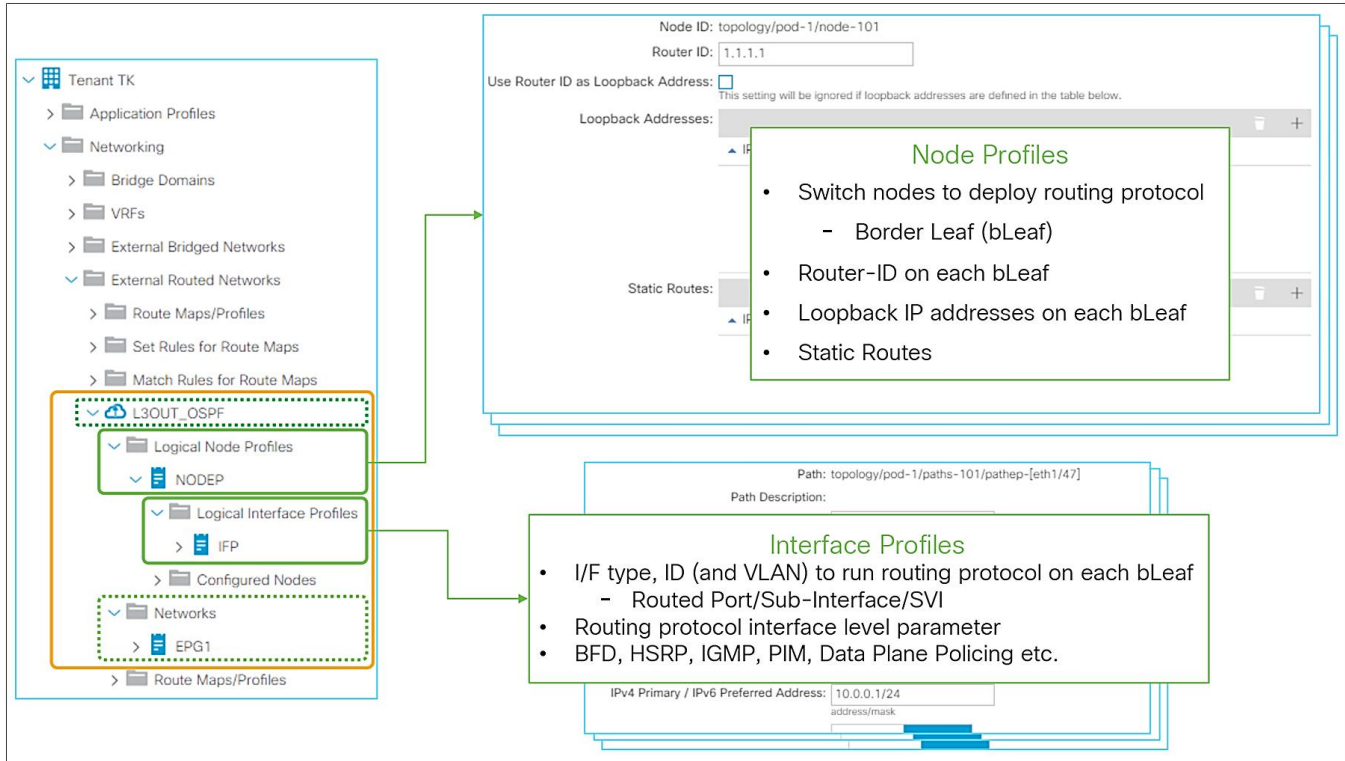 Tenant TK
Application Profiles
Networking
Bridge Domains
VRFs
External Bridged Networks
External Routed Networks
Route Maps/Profiles
Set Rules for Route Maps
Match Rules for Route Maps
L3OUT_OSPF
Logical Node Profiles
NODEP
Logical Interface Profiles
IFP
Configured Nodes
Networks
EPG1
Route Maps/Profiles
Node ID: topology/pod-1/node-101
Router ID: 1.1.1.1
Use Router ID as Loopback Address:
This setting will be ignored if loopback addresses are defined in the table below.
Loopback Addresses:
Static Routes:
Node Profiles
• Switch nodes to deploy routing protocol
- Border Leaf (bLeaf)
• Router-ID on each bLeaf
• Loopback IP addresses on each bLeaf
• Static Routes
Path: topology/pod-1/paths-101/pathep-[eth1/47]
Path Description:
Interface Profiles
• I/F type, ID (and VLAN) to run routing protocol on each bLeaf
- Routed Port/Sub-Interface/SVI
• Routing protocol interface level parameter
• BFD, HSRP, IGMP, PIM, Data Plane Policing etc.
IPv4 Primary / IPv6 Preferred Address: 10.0.0.1/24
address/mask